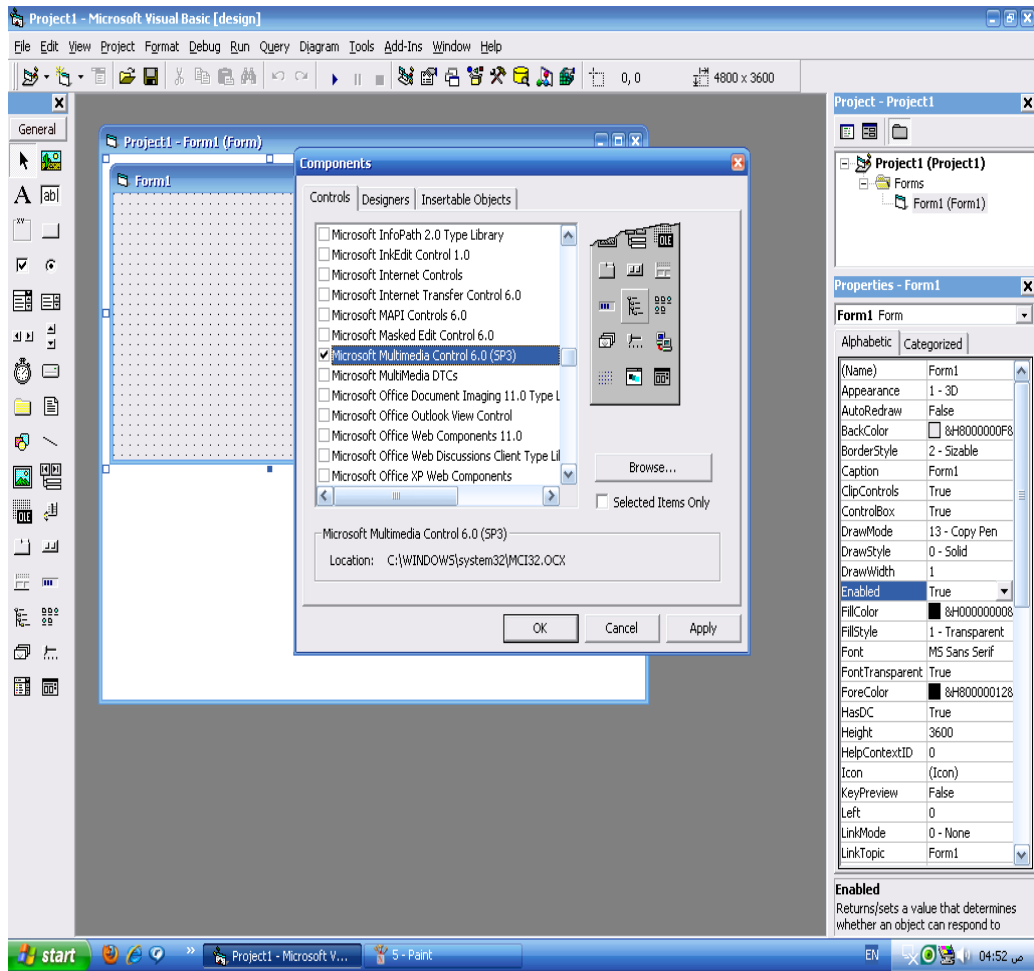 Project1 - Microsoft Visual Basic [design]
File Edit View Project Format Debug Run Query Diagram Tools Add-Ins Window Help
0, 0 4800 x 3600
General
A ab|
XY
OLE
Project1 - Form1 (Form)
Form1
Components
Controls Designers Insertable Objects
Microsoft InfoPath 2.0 Type Library
Microsoft InkEdit Control 1.0
Microsoft Internet Controls
Microsoft Internet Transfer Control 6.0
Microsoft MAPI Controls 6.0
Microsoft Masked Edit Control 6.0
Microsoft Multimedia Control 6.0 (SP3)
Microsoft MultiMedia DTCs
Microsoft Office Document Imaging 11.0 Type L
Microsoft Office Outlook View Control
Microsoft Office Web Components 11.0
Microsoft Office Web Discussions Client Type Lil
Microsoft Office XP Web Components
OLE
Browse...
Selected Items Only
Microsoft Multimedia Control 6.0 (SP3)
Location: C:\WINDOWS\system32\MCI32.OCX
OK Cancel Apply
Project - Project1
Project1 (Project1)
Forms
Form1 (Form1)
Properties - Form1
Form1 Form
Alphabetic Categorized
(Name) Form1
Appearance 1 - 3D
AutoRedraw False
BackColor &H8000000F&
BorderStyle 2 - Sizable
Caption Form1
ClipControls True
ControlBox True
DrawMode 13 - Copy Pen
DrawStyle 0 - Solid
DrawWidth 1
Enabled True
FillColor &H00000000&
FillStyle 1 - Transparent
Font MS Sans Serif
FontTransparent True
ForeColor &H80000012&
HasDC True
Height 3600
HelpContextID 0
Icon (Icon)
KeyPreview False
Left 0
LinkMode 0 - None
LinkTopic Form1
Enabled
Returns/sets a value that determines
whether an object can respond to
start Project1 - Microsoft V... 5 - Paint EN 04:52 ص